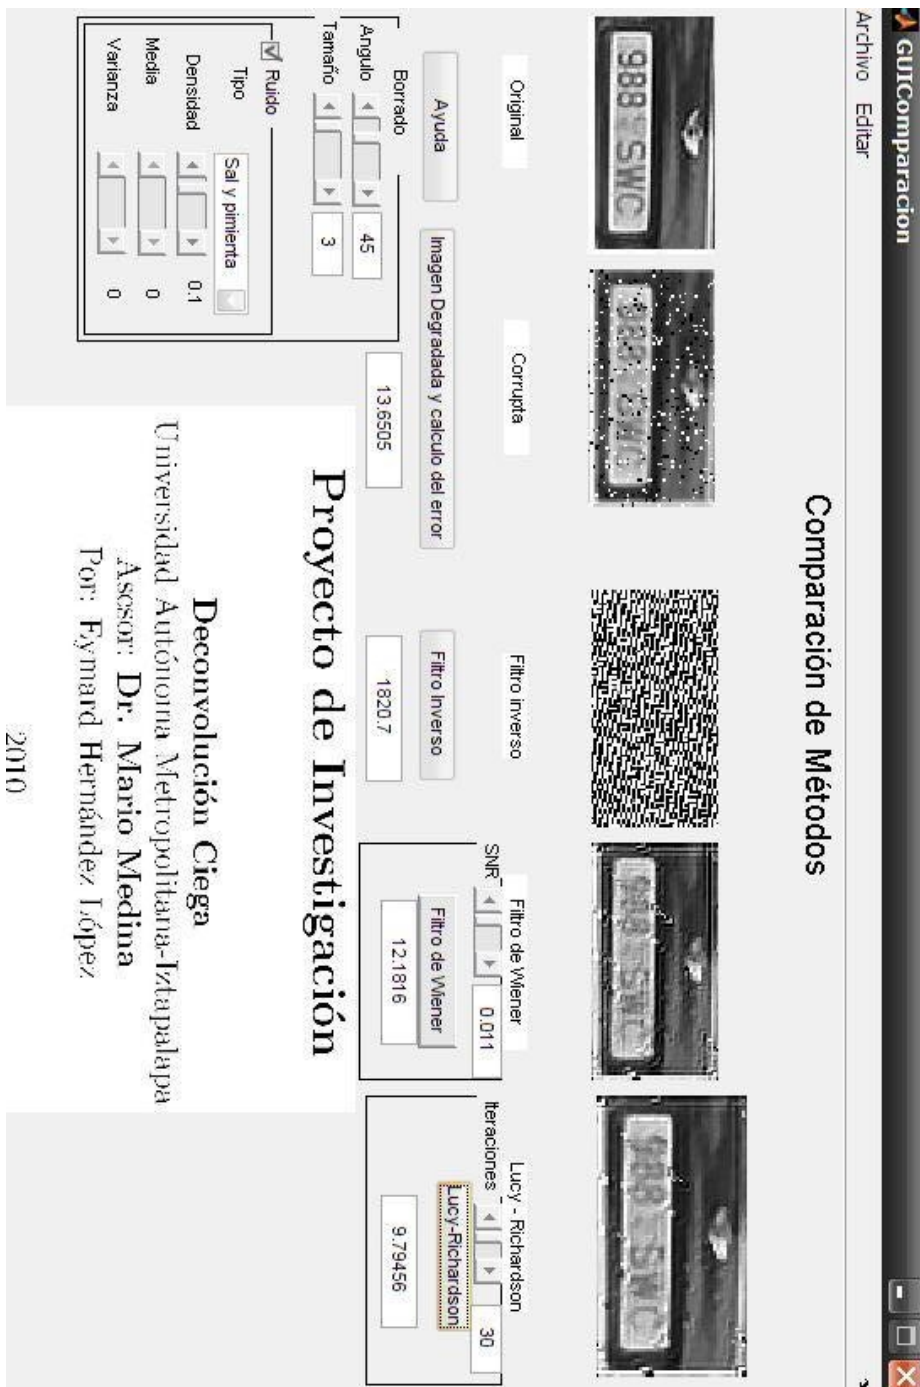 GUIComparacion
Archivo Editar
Comparación de Métodos
988 SWC
Original
Corrupta
Filtro inverso
Filtro de Wiener
Lucy - Richardson
SNR
0.011
Iteraciones
30
Ayuda
Imagen Degradada y calculo del error
Filtro Inverso
Filtro de Wiener
Lucy-Richardson
13.6505
1820.7
12.1816
9.79456
Borrado
Angulo
45
Tamaño
3
Ruido
Tipo
Sal y pimienta
Densidad
0.1
Media
0
Varianza
0
Proyecto de Investigación
Deconvolución Ciega
Universidad Autónoma Metropolitana-Iztapalapa
Asesor: Dr. Mario Medina
Por: Eymard Hernández López
2010